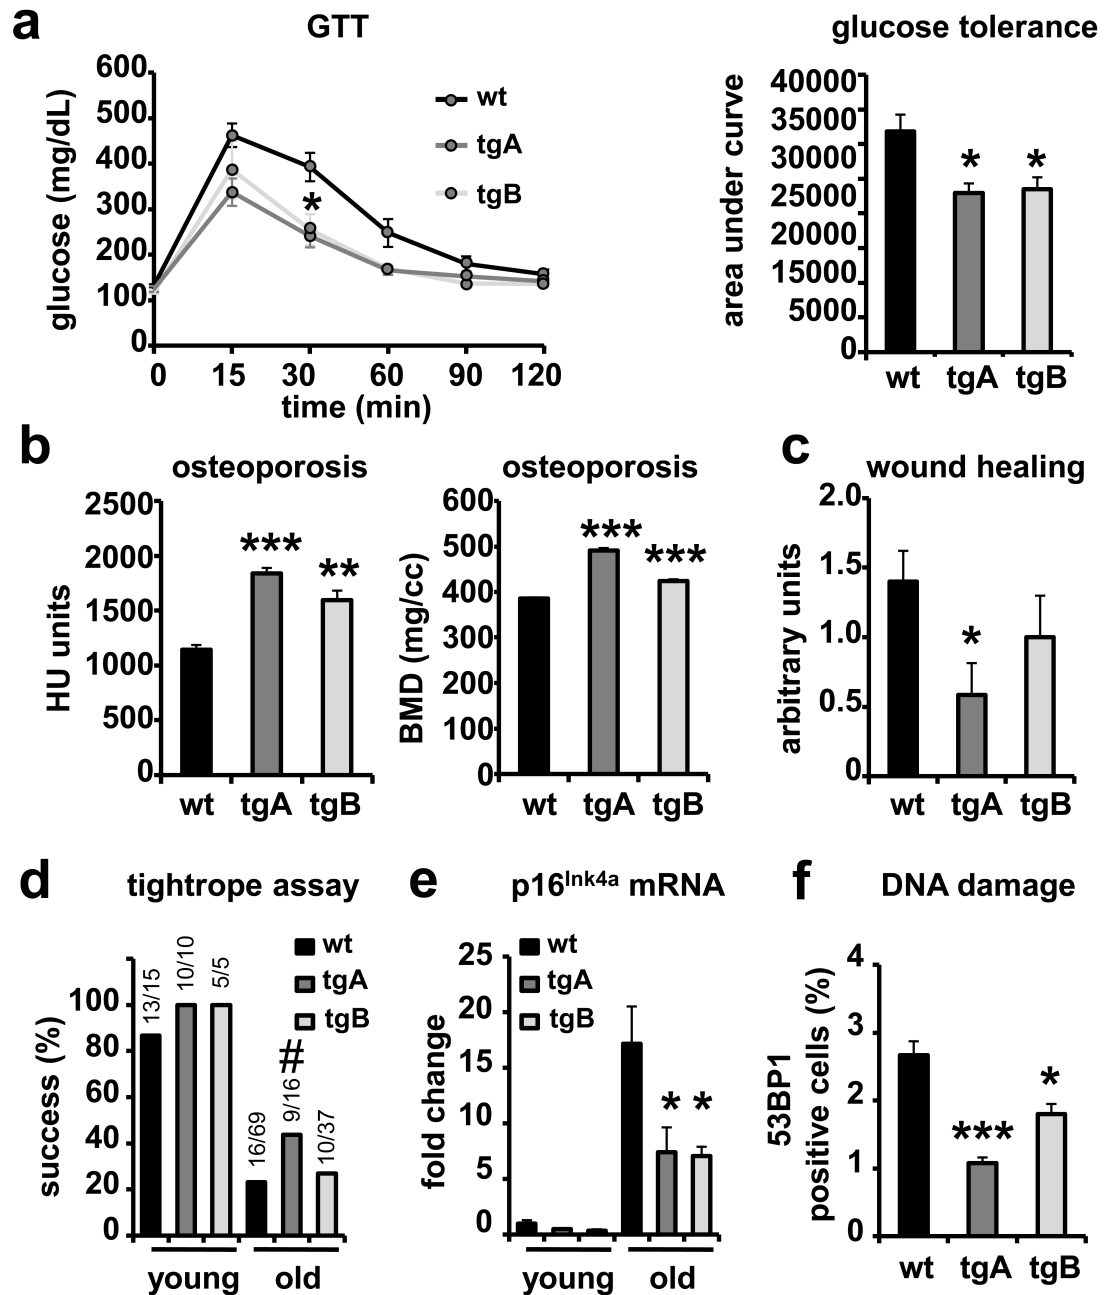 a
GTT
glucose (mg/dL)
600
500
400
300
200
100
0
wt
tgA
tgB
*
0 15 30 60 90 120
time (min)
glucose tolerance
area under curve
40000
35000
30000
25000
20000
15000
5000
0
* *
wt tgA tgB
b
osteoporosis
HU units
2500
2000
1500
1000
500
0
*** **
wt tgA tgB
osteoporosis
BMD (mg/cc)
600
500
400
300
200
100
0
*** ***
wt tgA tgB
c
wound healing
arbitrary units
2.0
1.5
1.0
0.5
0
*
wt tgA tgB
d
tightrope assay
success (%)
100
80
60
40
20
0
wt
tgA
tgB
13/15 10/10 5/5
#
16/69 9/16 10/37
young old
e
p16Ink4a mRNA
fold change
25
20
15
10
5
0
wt
tgA
tgB
* *
young old
f
DNA damage
53BP1
positive cells (%)
4
3
2
1
0
*** *
wt tgA tgB